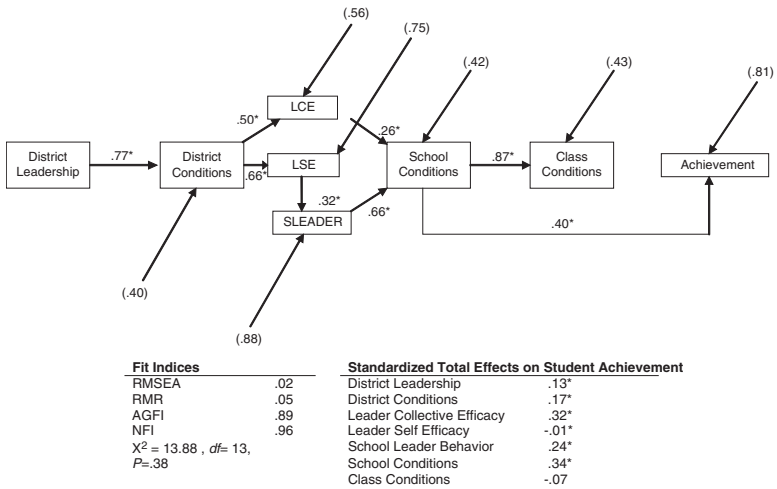 (.56)
(.75)
(.42)
(.43)
(.81)
LCE
.50*
.26*
District
Leadership
.77*
District
Conditions
.66*
LSE
School
Conditions
.87*
Class
Conditions
Achievement
.32*
.66*
SLEADER
.40*
(.40)
(.88)
Fit Indices
RMSEA .02
RMR .05
AGFI .89
NFI .96
X2 = 13.88 , df= 13,
P=.38
Standardized Total Effects on Student Achievement
District Leadership .13*
District Conditions .17*
Leader Collective Efficacy .32*
Leader Self Efficacy -.01*
School Leader Behavior .24*
School Conditions .34*
Class Conditions -.07